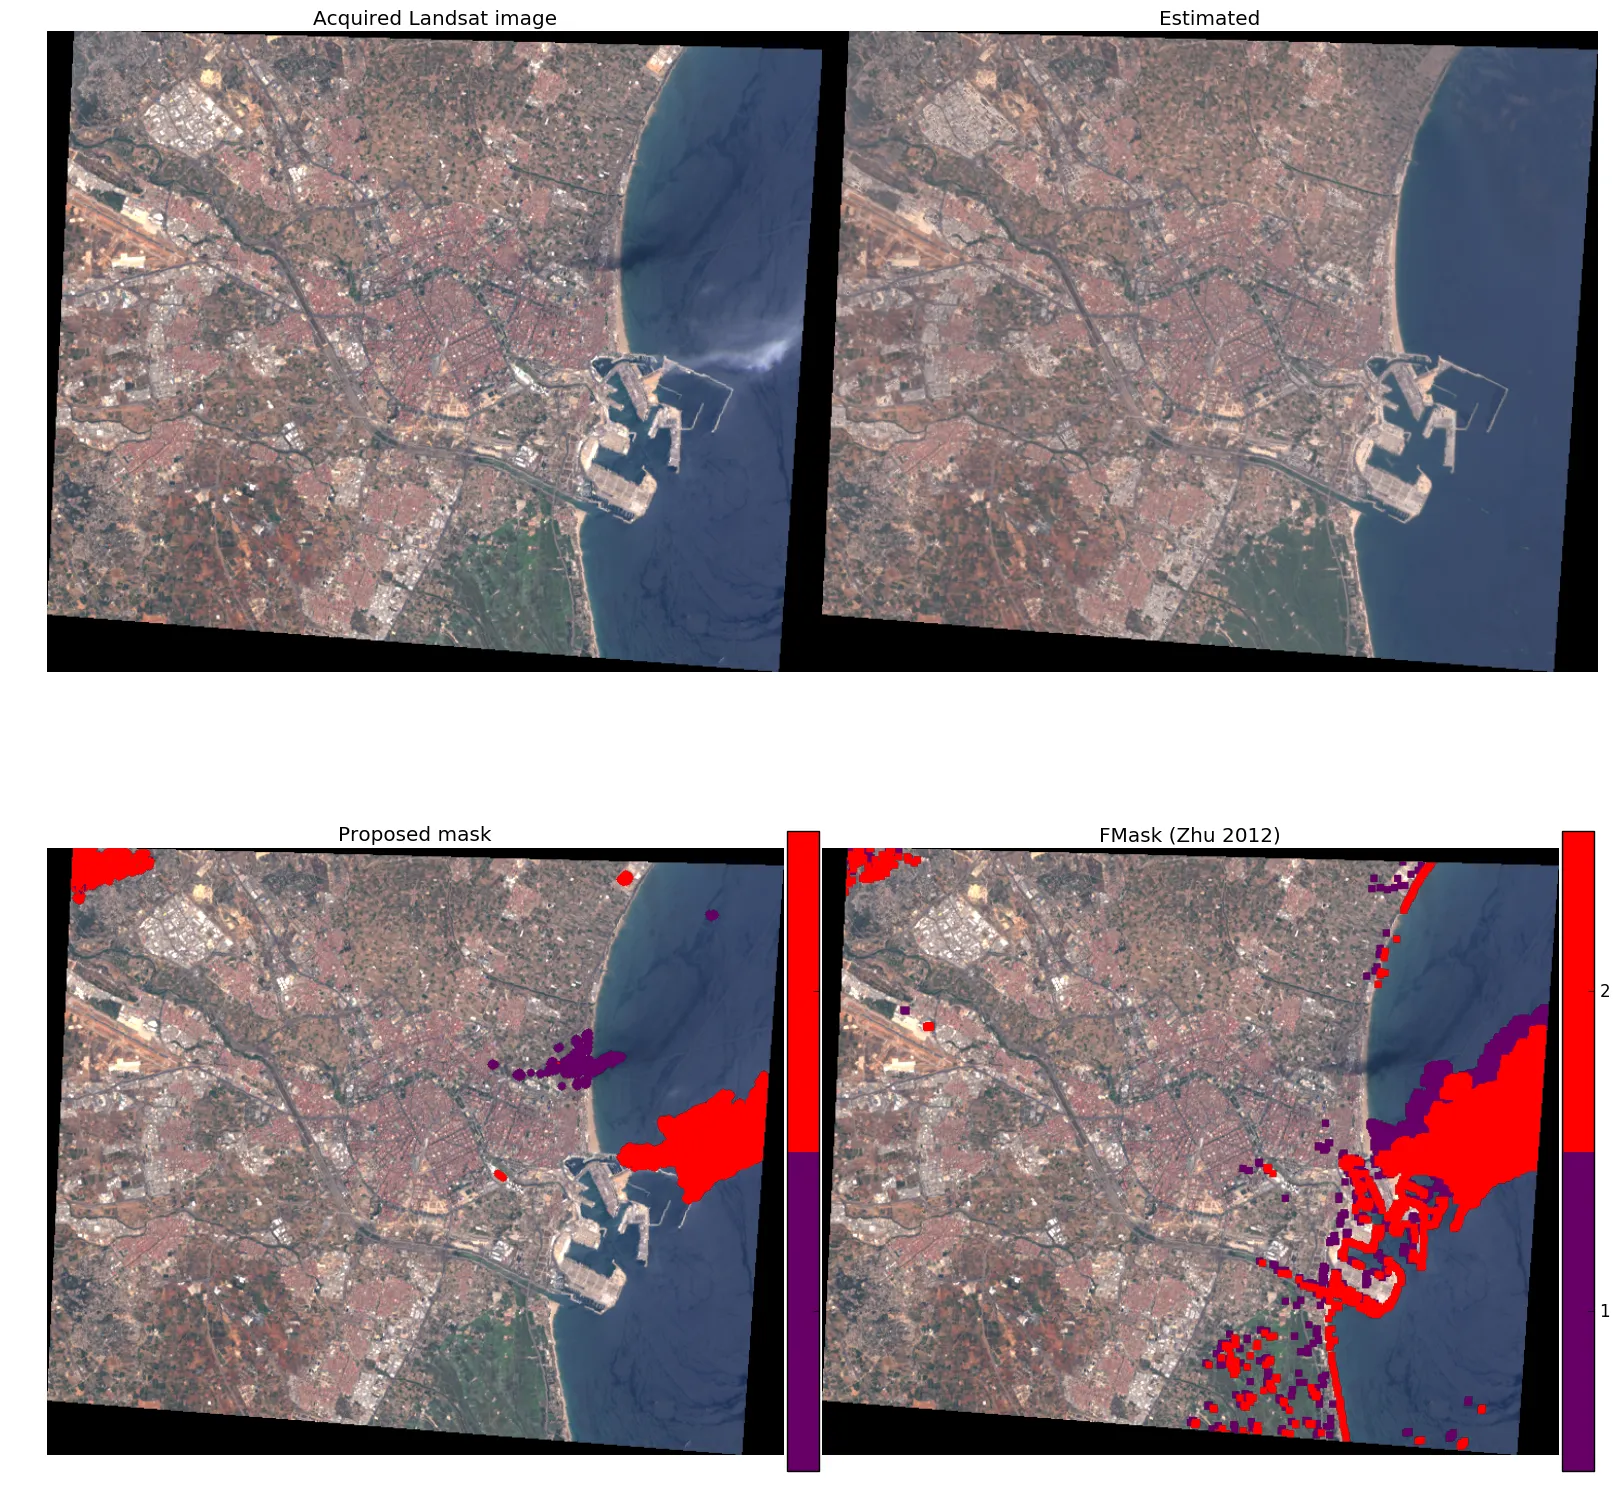 Acquired Landsat image
Estimated
Proposed mask
FMask (Zhu 2012)
2
1